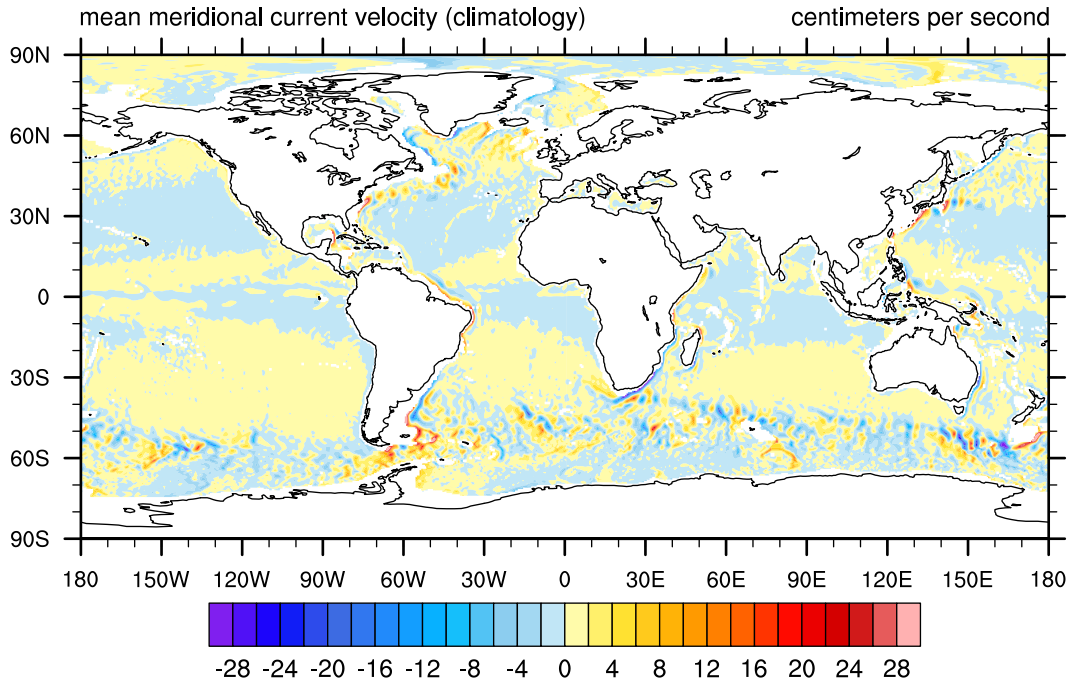 mean meridional current velocity (climatology) centimeters per second
90N
60N
30N
0
30S
60S
90S
180 150W 120W 90W 60W 30W 0 30E 60E 90E 120E 150E 180
-28 -24 -20 -16 -12 -8 -4 0 4 8 12 16 20 24 28